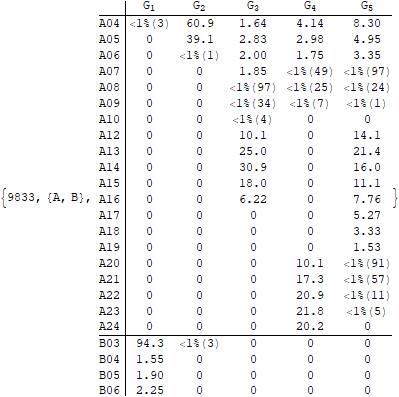 G1 G2 G3 G4 G5
A04 <1%(3) 60.9 1.64 4.14 8.30
A05 0 39.1 2.83 2.98 4.95
A06 0 <1%(1) 2.00 1.75 3.35
A07 0 0 1.85 <1%(49) <1%(97)
A08 0 0 <1%(97) <1%(25) <1%(24)
A09 0 0 <1%(34) <1%(7) <1%(1)
A10 0 0 <1%(4) 0 0
A12 0 0 10.1 0 14.1
A13 0 0 25.0 0 21.4
A14 0 0 30.9 0 16.0
A15 0 0 18.0 0 11.1
{9833, {A, B}, A16 0 0 6.22 0 7.76 }
A17 0 0 0 0 5.27
A18 0 0 0 0 3.33
A19 0 0 0 0 1.53
A20 0 0 0 10.1 <1%(91)
A21 0 0 0 17.3 <1%(57)
A22 0 0 0 20.9 <1%(11)
A23 0 0 0 21.8 <1%(5)
A24 0 0 0 20.2 0
B03 94.3 <1%(3) 0 0 0
B04 1.55 0 0 0 0
B05 1.90 0 0 0 0
B06 2.25 0 0 0 0